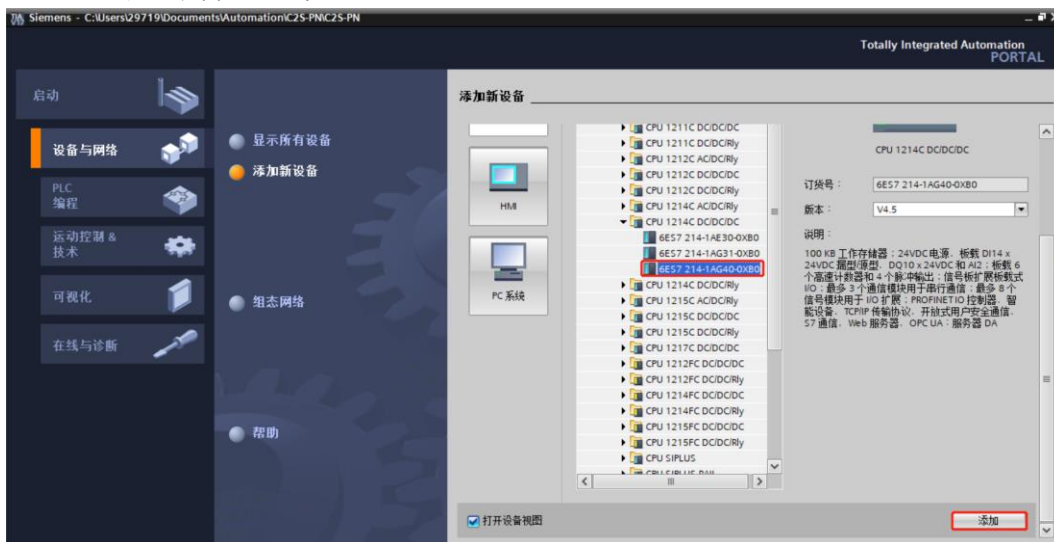 Siemens - C:\Users\29719\Documents\Automation\C2S-PN\C2S-PN
Totally Integrated Automation
PORTAL
启动
设备与网络
PLC
编程
运动控制 &
技术
可视化
在线与诊断
显示所有设备
添加新设备
组态网络
帮助
添加新设备
HMI
PC 系统
CPU 1211C DC/DC/DC
CPU 1211C DC/DC/Rly
CPU 1212C AC/DC/Rly
CPU 1212C DC/DC/DC
CPU 1212C DC/DC/Rly
CPU 1214C AC/DC/Rly
CPU 1214C DC/DC/DC
6ES7 214-1AE30-0XB0
6ES7 214-1AG31-0XB0
6ES7 214-1AG40-0XB0
CPU 1214C DC/DC/Rly
CPU 1215C AC/DC/Rly
CPU 1215C DC/DC/DC
CPU 1215C DC/DC/Rly
CPU 1217C DC/DC/DC
CPU 1212FC DC/DC/DC
CPU 1212FC DC/DC/Rly
CPU 1214FC DC/DC/DC
CPU 1214FC DC/DC/Rly
CPU 1215FC DC/DC/DC
CPU 1215FC DC/DC/Rly
CPU SIPLUS
CPU 1214C DC/DC/DC
订货号：
6ES7 214-1AG40-0XB0
版本：
V4.5
说明：
100 KB 工作存储器；24VDC电源，板载 DI14 x
24VDC 漏型/源型，DQ10 x 24VDC 和 AI2；板载 6
个高速计数器和 4 个脉冲输出；信号板扩展板载式
I/O；最多 3 个通信模块用于串行通信；最多 8 个
信号模块用于 I/O 扩展；PROFINET IO 控制器、智
能设备、TCP/IP 传输协议、开放式用户安全通信、
S7 通信、Web 服务器、OPC UA：服务器 DA
打开设备视图
添加